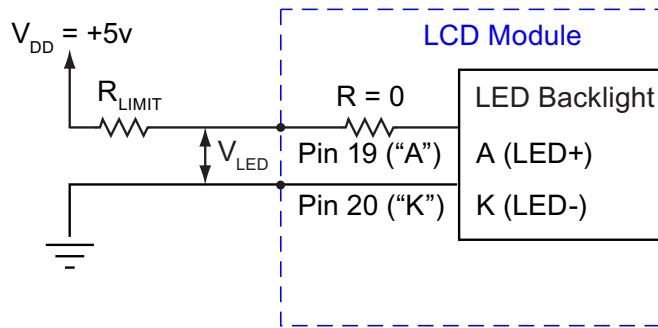 V_DD = +5v
LCD Module
R_LIMIT
R = 0
LED Backlight
V_LED
Pin 19 (“A”)
A (LED+)
Pin 20 (“K”)
K (LED-)